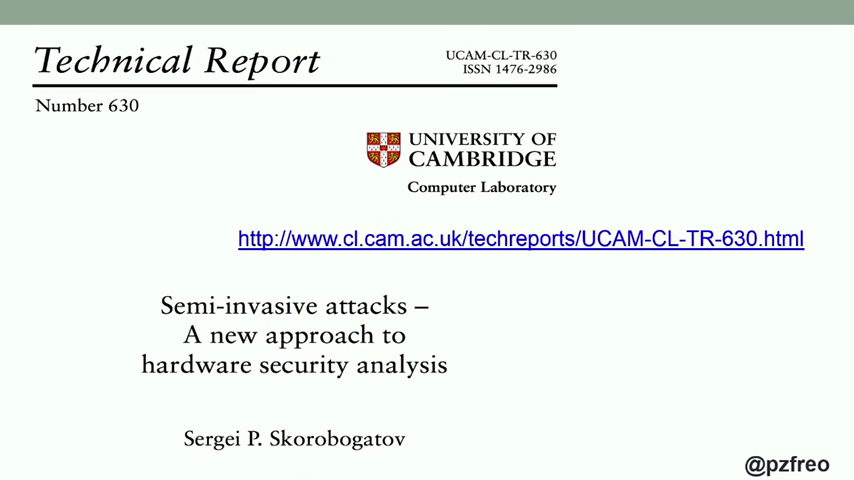 Technical Report
UCAM-CL-TR-630
ISSN 1476-2986
Number 630
UNIVERSITY OF
CAMBRIDGE
Computer Laboratory
http://www.cl.cam.ac.uk/techreports/UCAM-CL-TR-630.html
Semi-invasive attacks –
A new approach to
hardware security analysis
Sergei P. Skorobogatov
@pzfreo